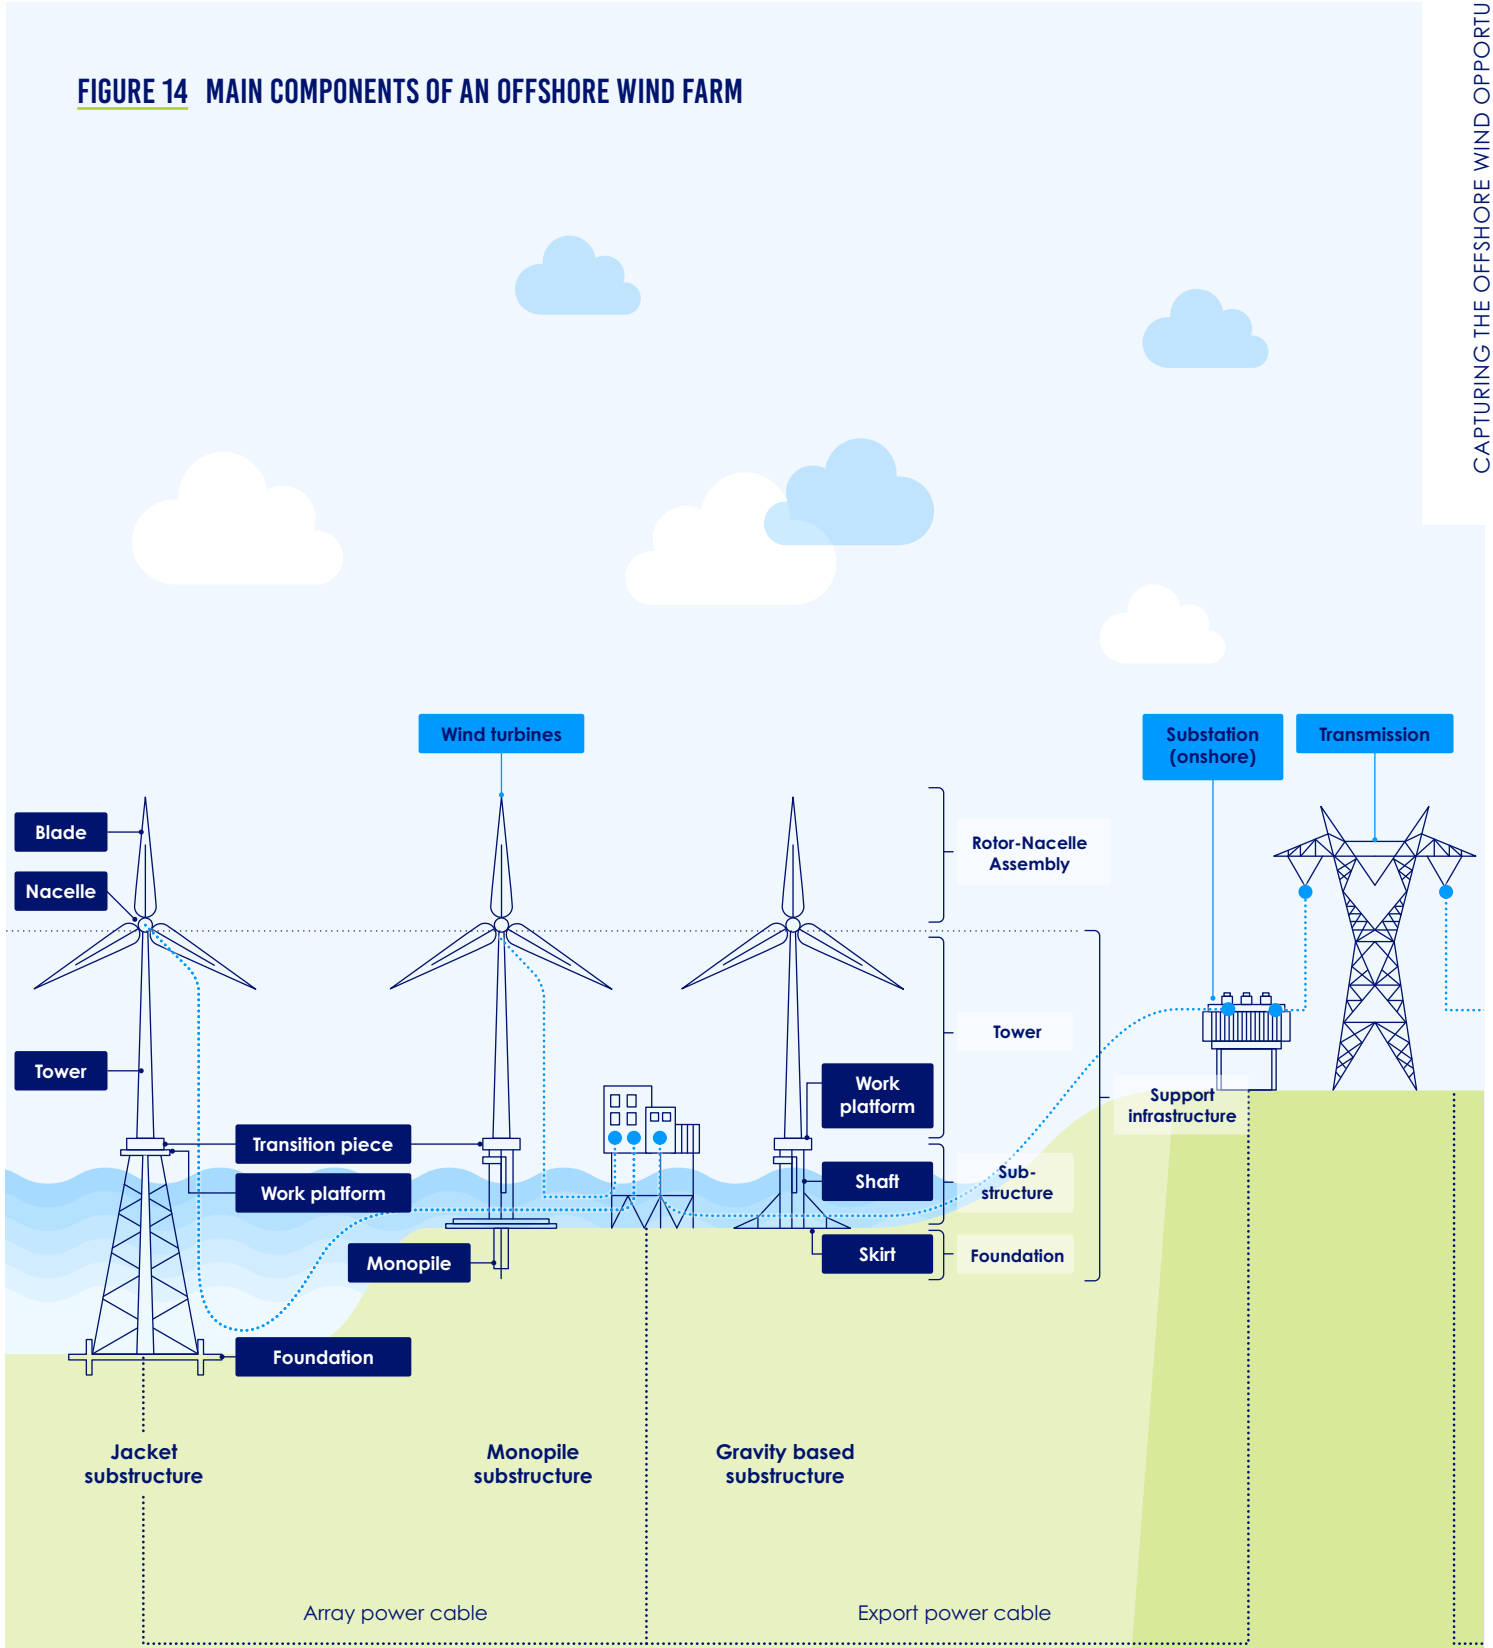 FIGURE 14 MAIN COMPONENTS OF AN OFFSHORE WIND FARM
CAPTURING THE OFFSHORE WIND OPPORTU
Wind turbines
Substation
(onshore)
Transmission
Blade
Nacelle
Rotor-Nacelle
Assembly
Tower
Tower
Work
platform
Support
infrastructure
Transition piece
Work platform
Shaft
Sub-
structure
Monopile
Skirt
Foundation
Foundation
Jacket
substructure
Monopile
substructure
Gravity based
substructure
Array power cable
Export power cable